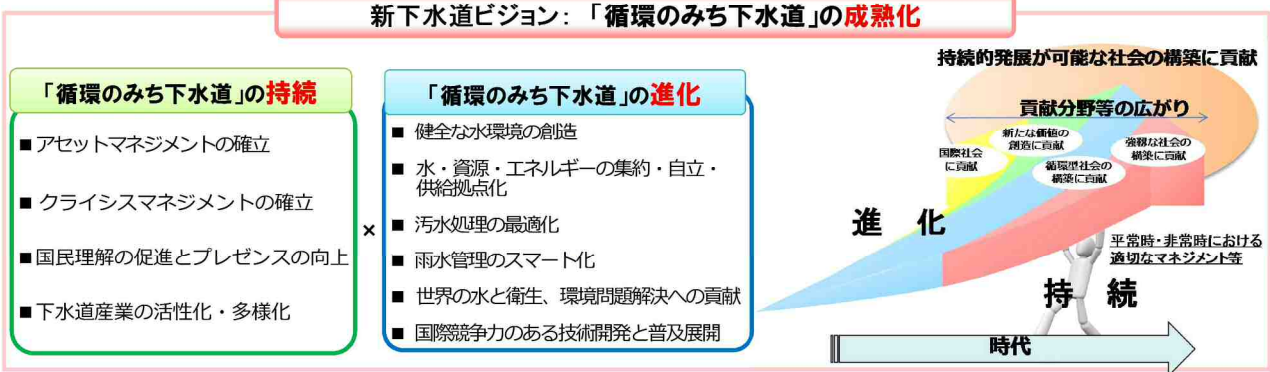 新下水道ビジョン：「循環のみち下水道」の成熟化
「循環のみち下水道」の持続
■アセットマネジメントの確立
■クライシスマネジメントの確立
■国民理解の促進とプレゼンスの向上
■下水道産業の活性化・多様化
×
「循環のみち下水道」の進化
■ 健全な水環境の創造
■ 水・資源・エネルギーの集約・自立・
供給拠点化
■ 汚水処理の最適化
■ 雨水管理のスマート化
■ 世界の水と衛生、環境問題解決への貢献
■ 国際競争力のある技術開発と普及展開
持続的発展が可能な社会の構築に貢献
貢献分野等の広がり
国際社会
に貢献
新たな価値の
創造に貢献
循環型社会の
構築に貢献
強靱な社会の
構築に貢献
進 化
平常時・非常時における
適切なマネジメント等
持 続
時代